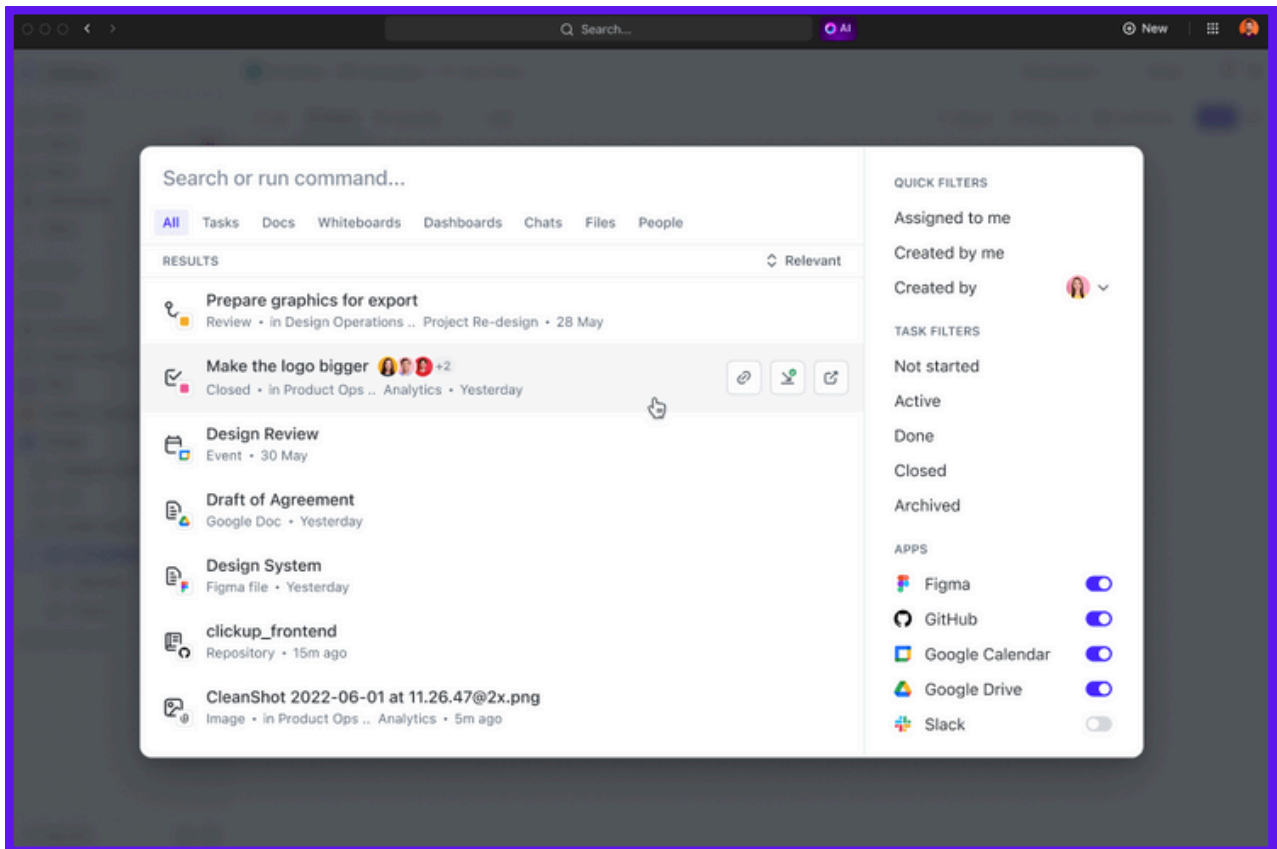 Search...
AI
New
Search or run command...
All Tasks Docs Whiteboards Dashboards Chats Files People
RESULTS
Relevant
Prepare graphics for export
Review • in Design Operations .. Project Re-design • 28 May
Make the logo bigger +2
Closed • in Product Ops .. Analytics • Yesterday
Design Review
Event • 30 May
Draft of Agreement
Google Doc • Yesterday
Design System
Figma file • Yesterday
clickup_frontend
Repository • 15m ago
CleanShot 2022-06-01 at 11.26.47@2x.png
Image • in Product Ops .. Analytics • 5m ago
QUICK FILTERS
Assigned to me
Created by me
Created by
TASK FILTERS
Not started
Active
Done
Closed
Archived
APPS
Figma
GitHub
Google Calendar
Google Drive
Slack